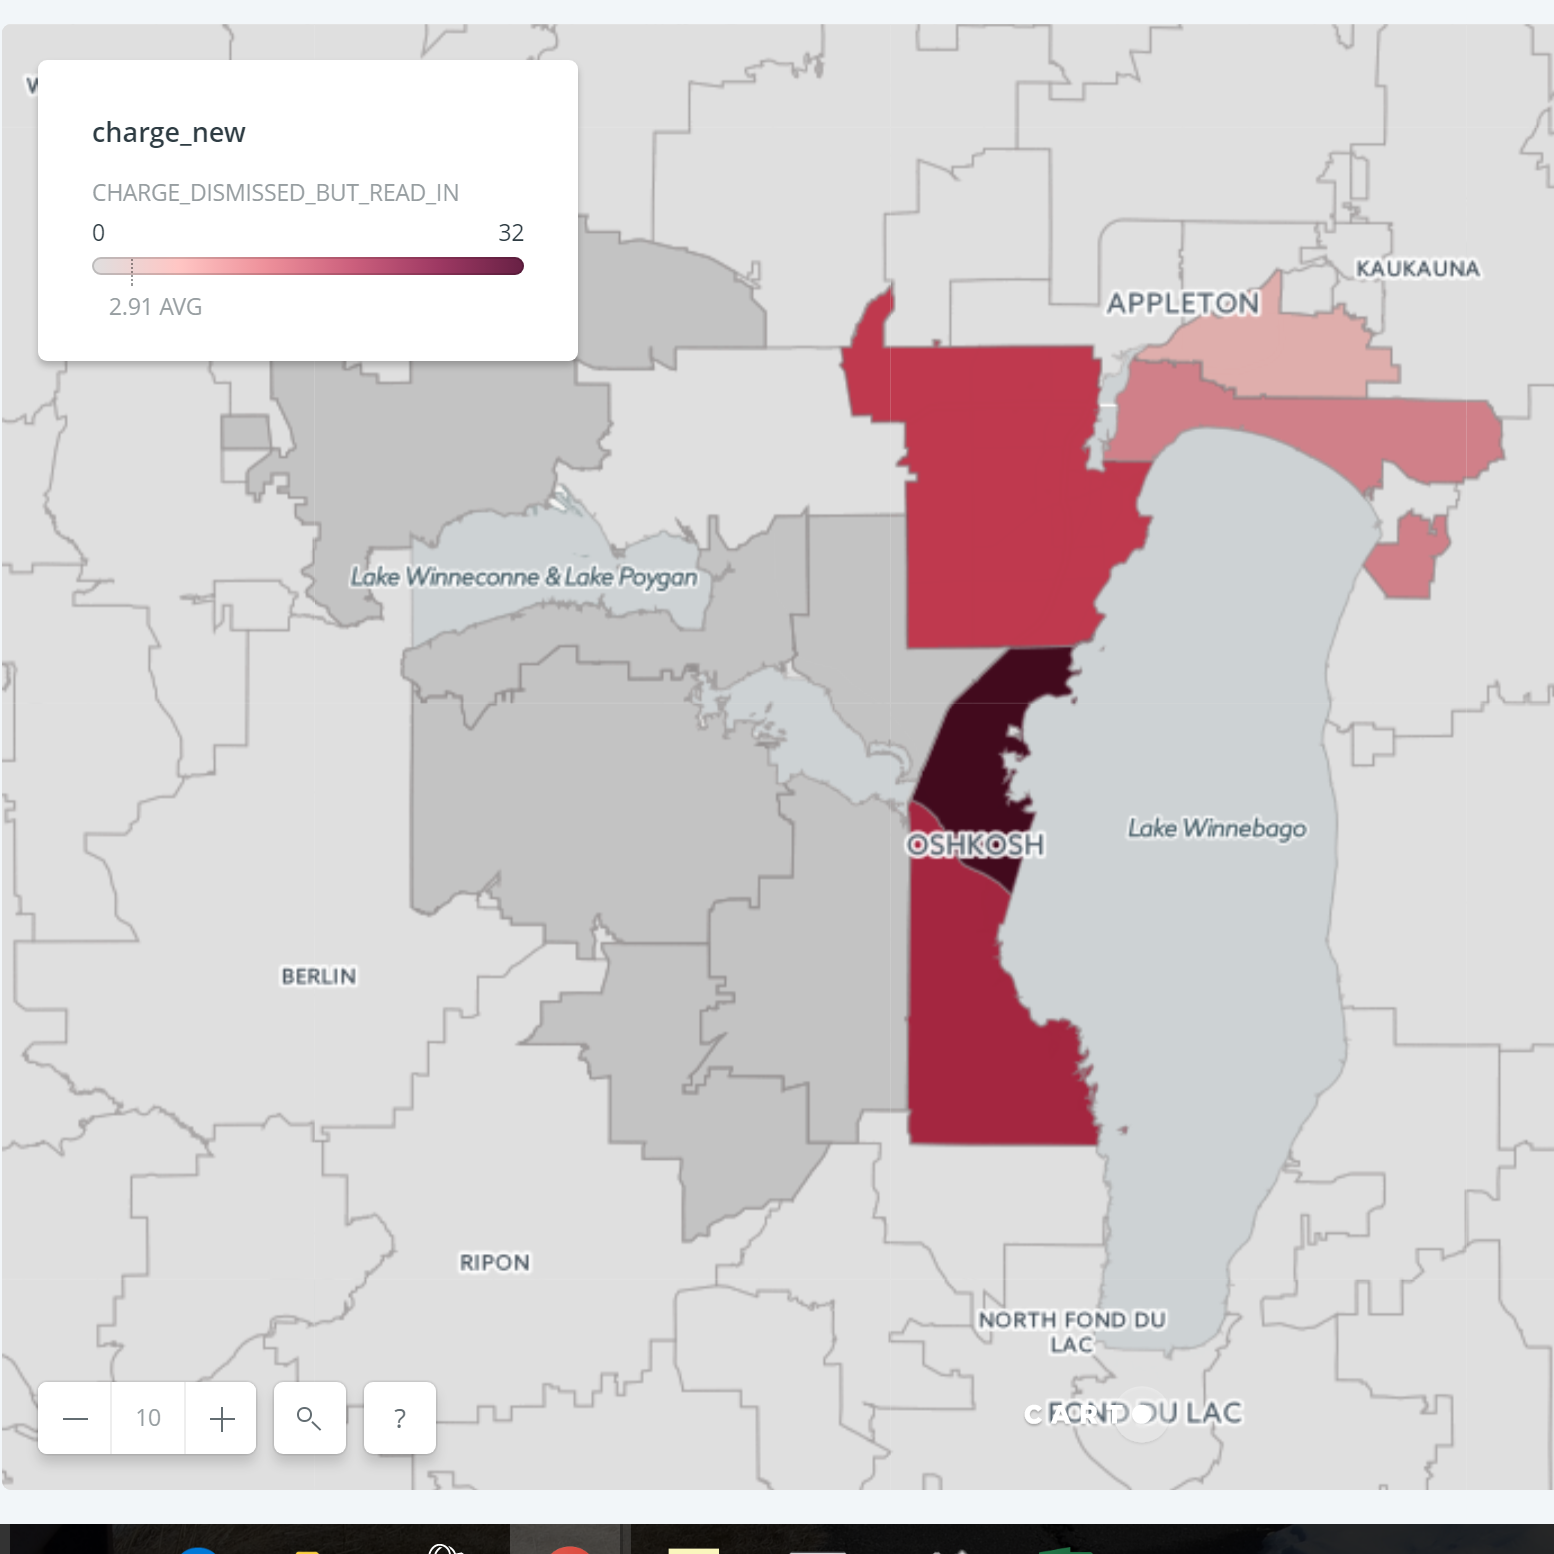 W
charge_new
CHARGE_DISMISSED_BUT_READ_IN
0 32
2.91 AVG
KAUKAUNA
APPLETON
Lake Winneconne & Lake Poygan
Lake Winnebago
OSHKOSH
BERLIN
RIPON
NORTH FOND DU
LAC
FOND DU LAC
CARTO
10
?